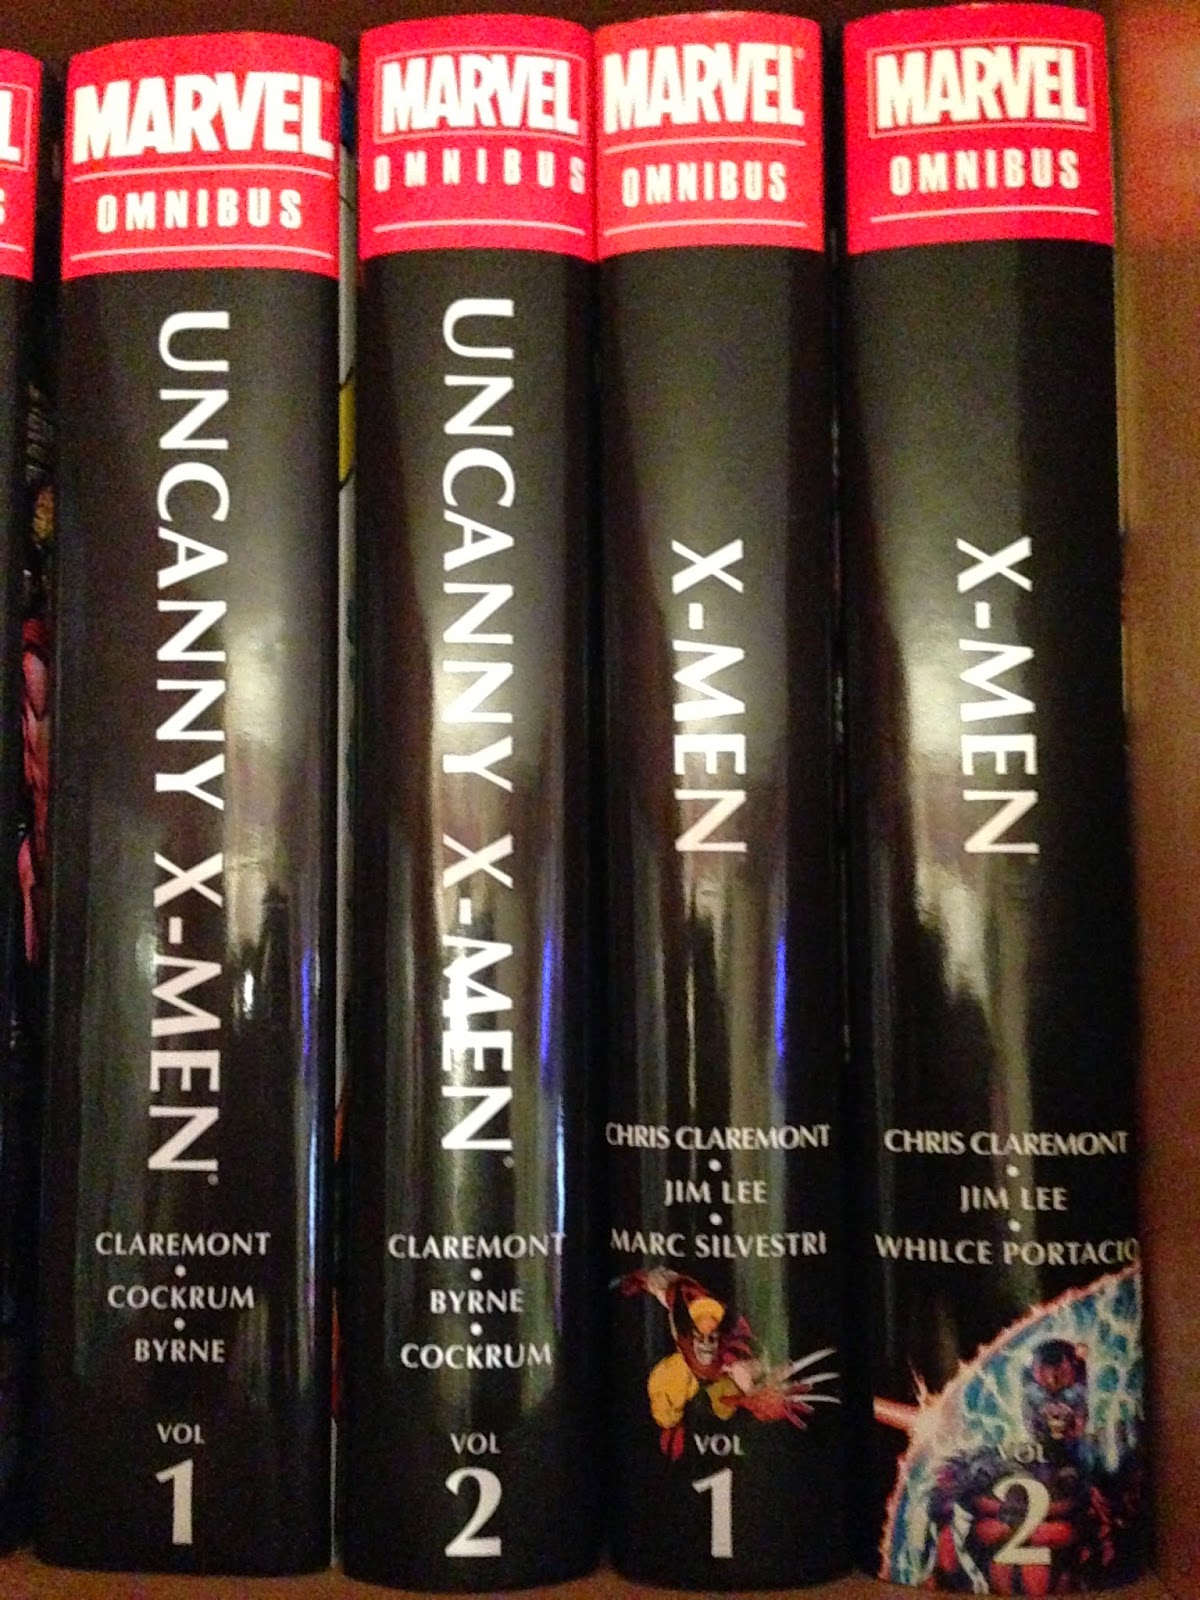 MARVEL
OMNIBUS
UNCANNY X-MEN
CLAREMONT
•
COCKRUM
•
BYRNE
VOL
1
MARVEL
OMNIBUS
UNCANNY X-MEN
CLAREMONT
•
BYRNE
•
COCKRUM
VOL
2
MARVEL
OMNIBUS
X-MEN
CHRIS CLAREMONT
•
JIM LEE
•
MARC SILVESTRI
VOL
1
MARVEL
OMNIBUS
X-MEN
CHRIS CLAREMONT
•
JIM LEE
•
WHILCE PORTACIO
VOL
2